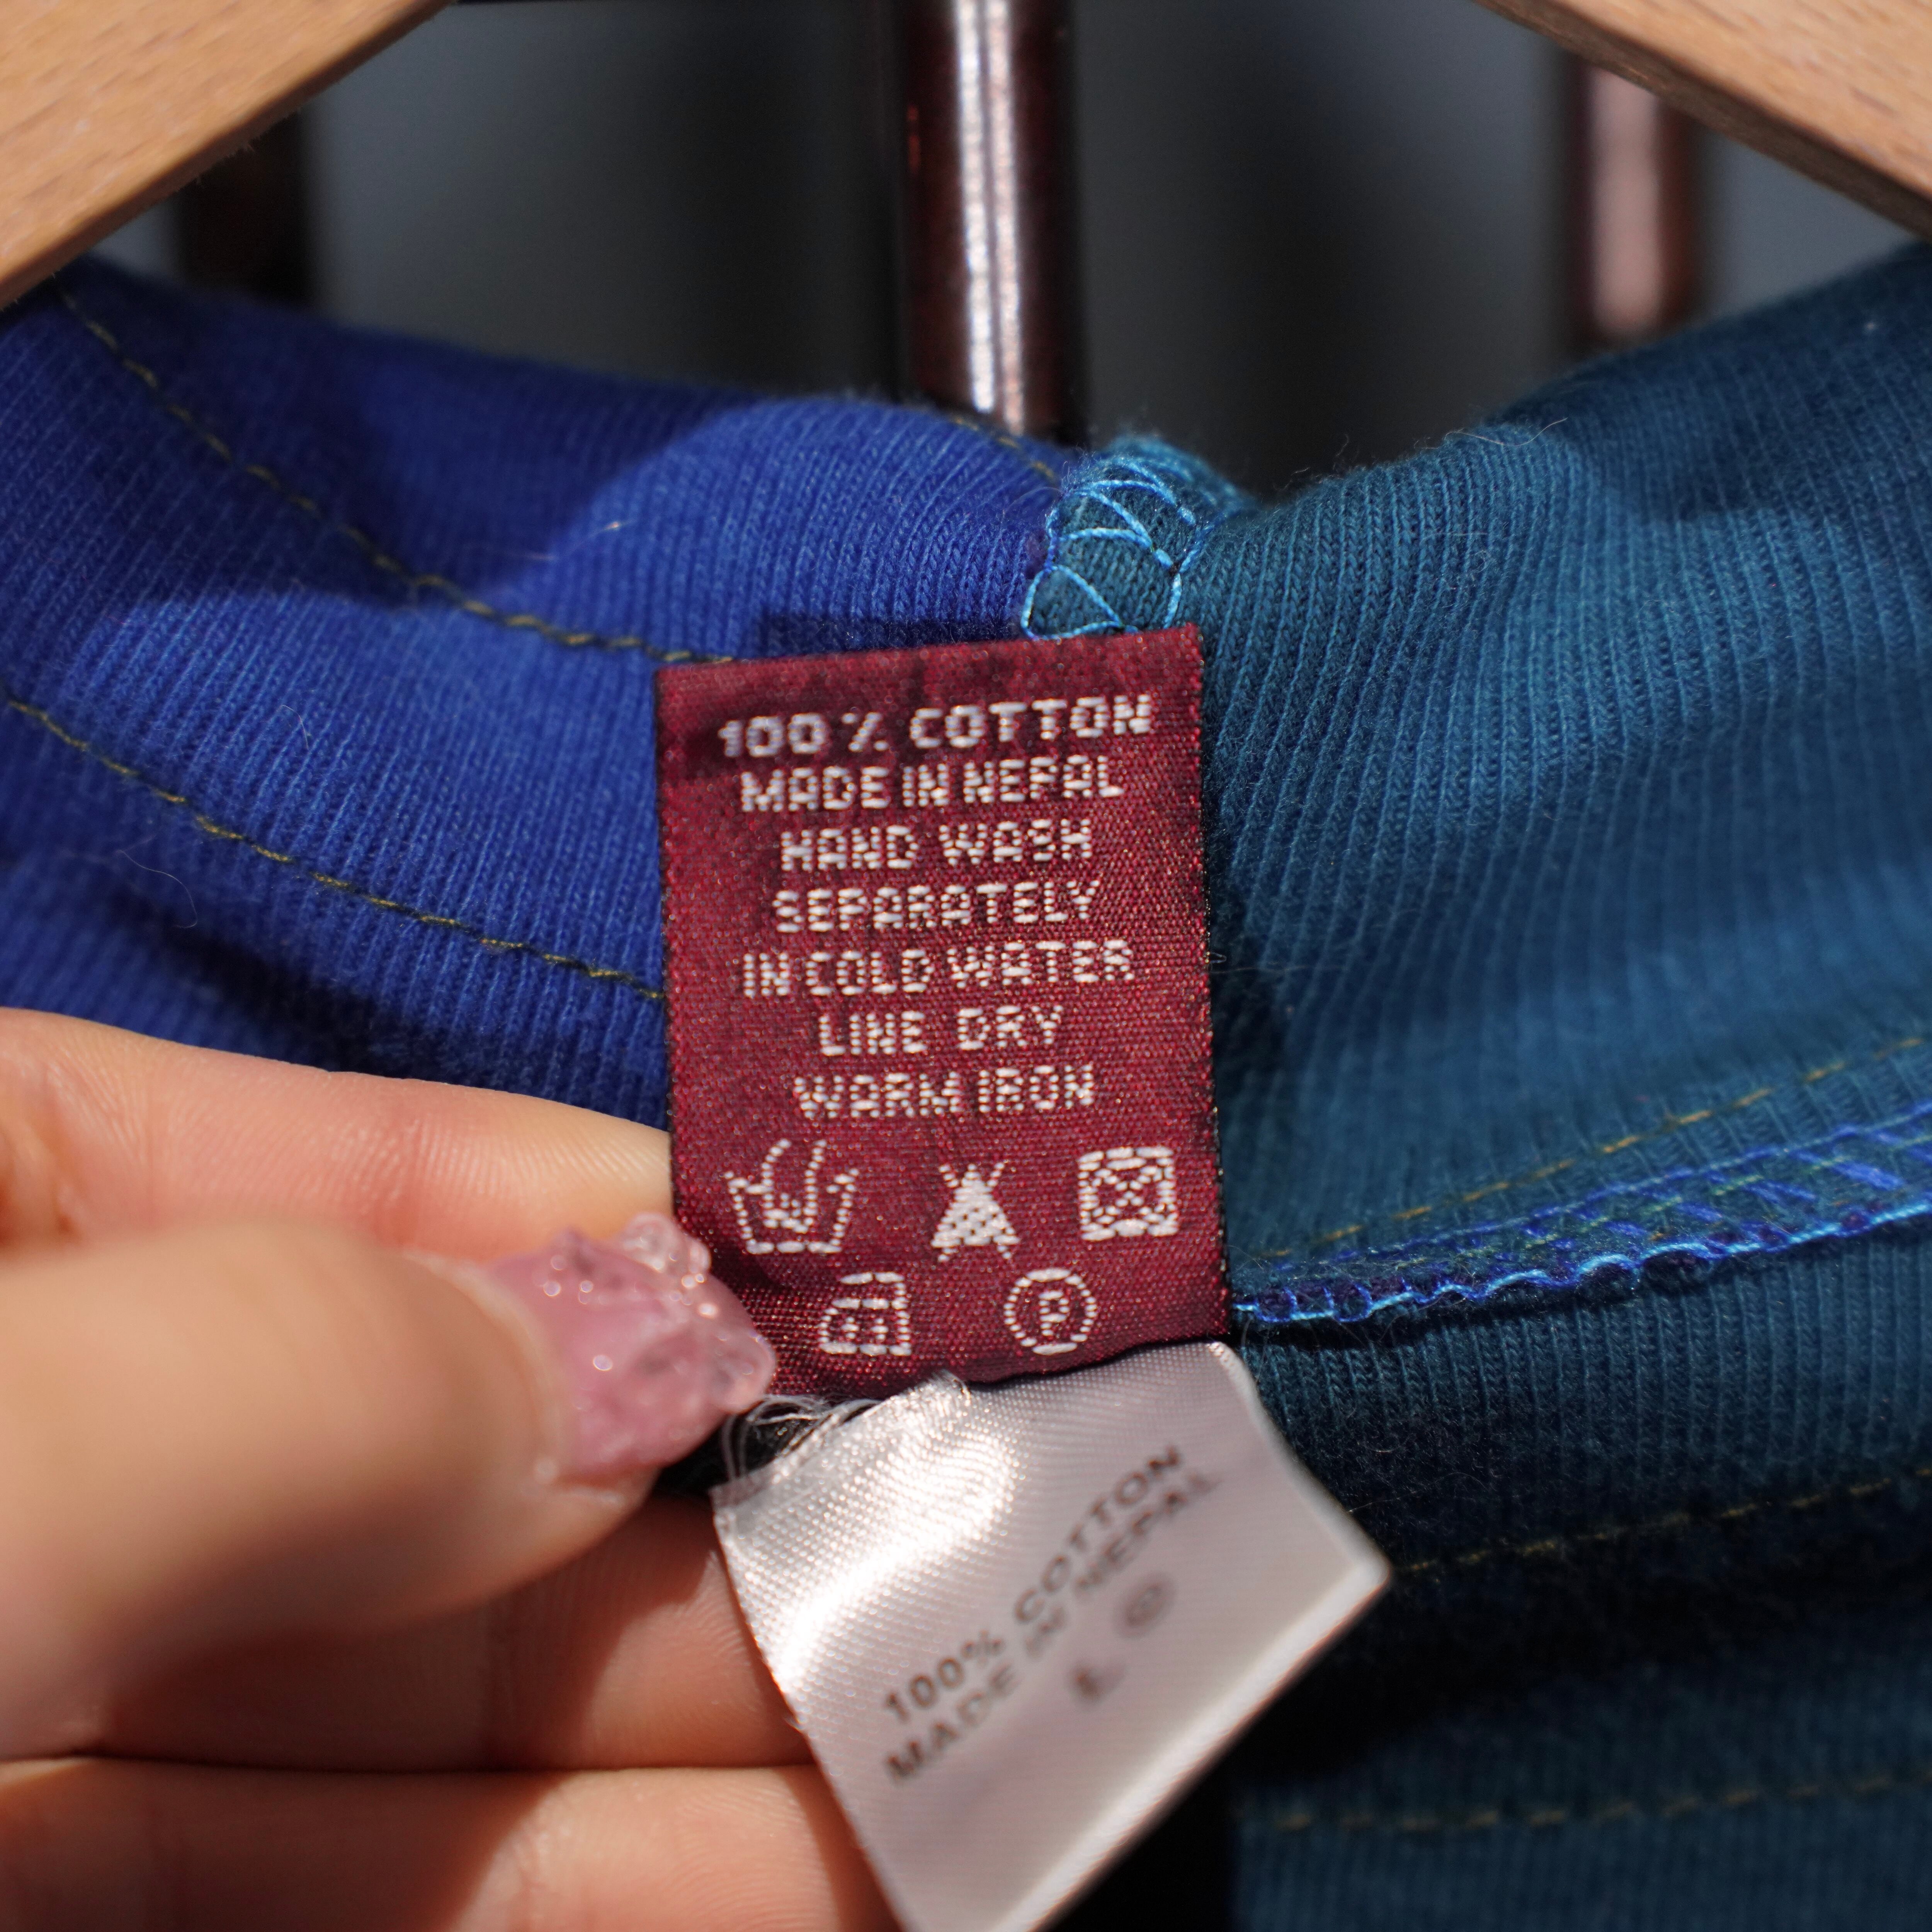 100 % COTTON
MADE IN NEPAL
HAND WASH
SEPARATELY
IN COLD WATER
LINE DRY
WARM IRON
P
100% COTTON
MADE IN NEPAL
L